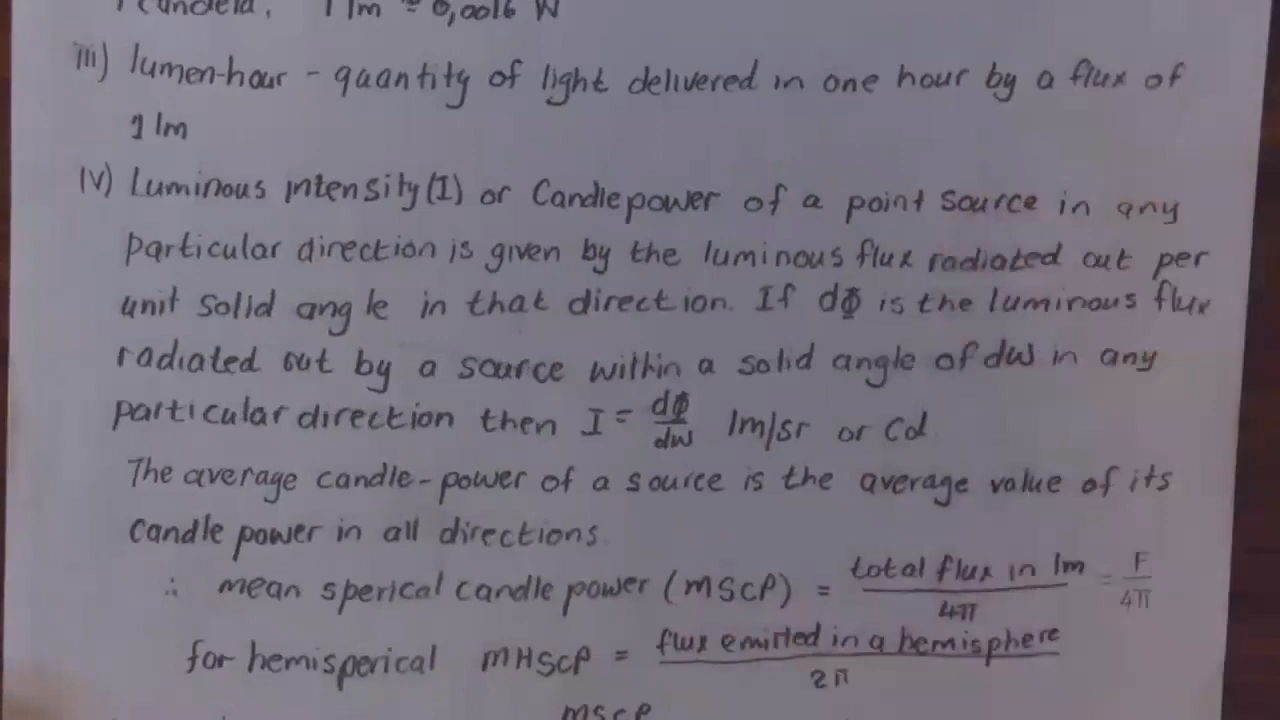 1 candela. 1 lm = 0,0016 W
iii) lumen-hour - quantity of light delivered in one hour by a flux of
1 lm
iv) Luminous intensity (I) or Candlepower of a point source in any
particular direction is given by the luminous flux radiated out per
unit solid angle in that direction. If dΦ is the luminous flux
radiated out by a source within a solid angle of dw in any
particular direction then I = dΦ/dw lm/sr or Cd
The average candle-power of a source is the average value of its
Candle power in all directions.
∴ mean sperical candle power (MSCP) = total flux in lm/4π = F/4π
for hemisperical MHSCP = flux emitted in a hemisphere/2π
MSCP